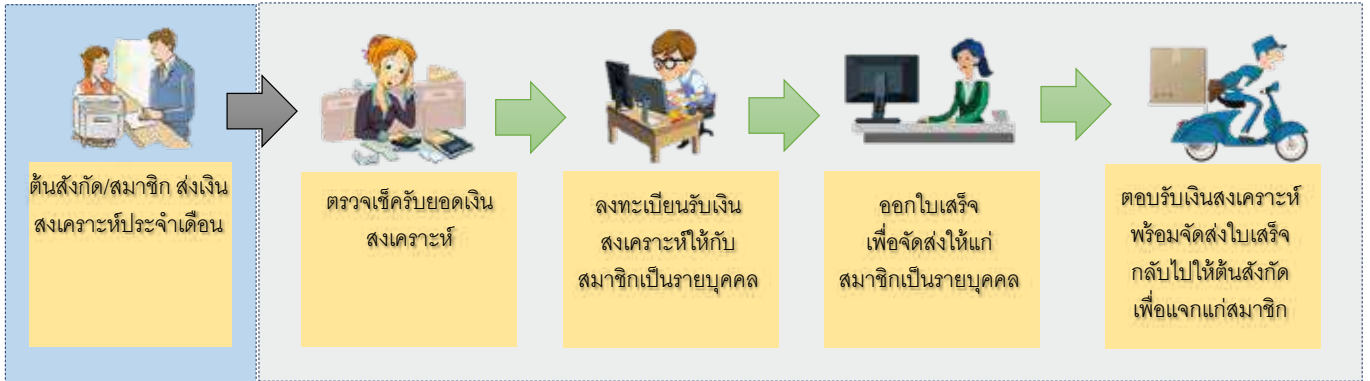 ต้นสังกัด/สมาชิก ส่งเงิน
สงเคราะห์ประจำเดือน
ตรวจเช็ครับยอดเงิน
สงเคราะห์
ลงทะเบียนรับเงิน
สงเคราะห์ให้กับ
สมาชิกเป็นรายบุคคล
ออกใบเสร็จ
เพื่อจัดส่งให้แก่
สมาชิกเป็นรายบุคคล
ตอบรับเงินสงเคราะห์
พร้อมจัดส่งใบเสร็จ
กลับไปให้ต้นสังกัด
เพื่อแจกแก่สมาชิก